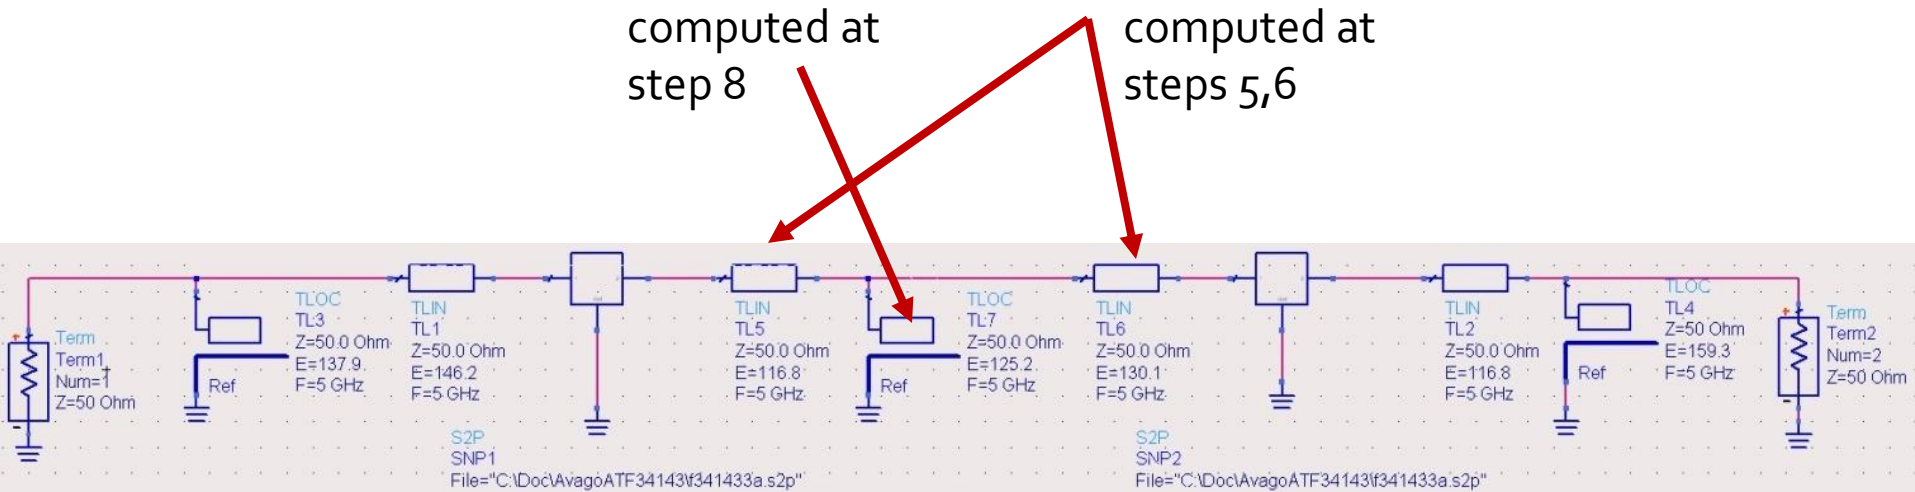 computed at
step 8
computed at
steps 5,6
Term
Term1
Num=1
Z=50 Ohm
Ref
TLOC
TL3
Z=50.0 Ohm
E=137.9
F=5 GHz
TLIN
TL1
Z=50.0 Ohm
E=146.2
F=5 GHz
S2P
SNP1
File="C:\Doc\AvagoATF34143\f341433a.s2p"
TLIN
TL5
Z=50.0 Ohm
E=116.8
F=5 GHz
Ref
TLOC
TL7
Z=50.0 Ohm
E=125.2
F=5 GHz
TLIN
TL6
Z=50.0 Ohm
E=130.1
F=5 GHz
S2P
SNP2
File="C:\Doc\AvagoATF34143\f341433a.s2p"
TLIN
TL2
Z=50.0 Ohm
E=116.8
F=5 GHz
Ref
TLOC
TL4
Z=50 Ohm
E=159.3
F=5 GHz
Term
Term2
Num=2
Z=50 Ohm